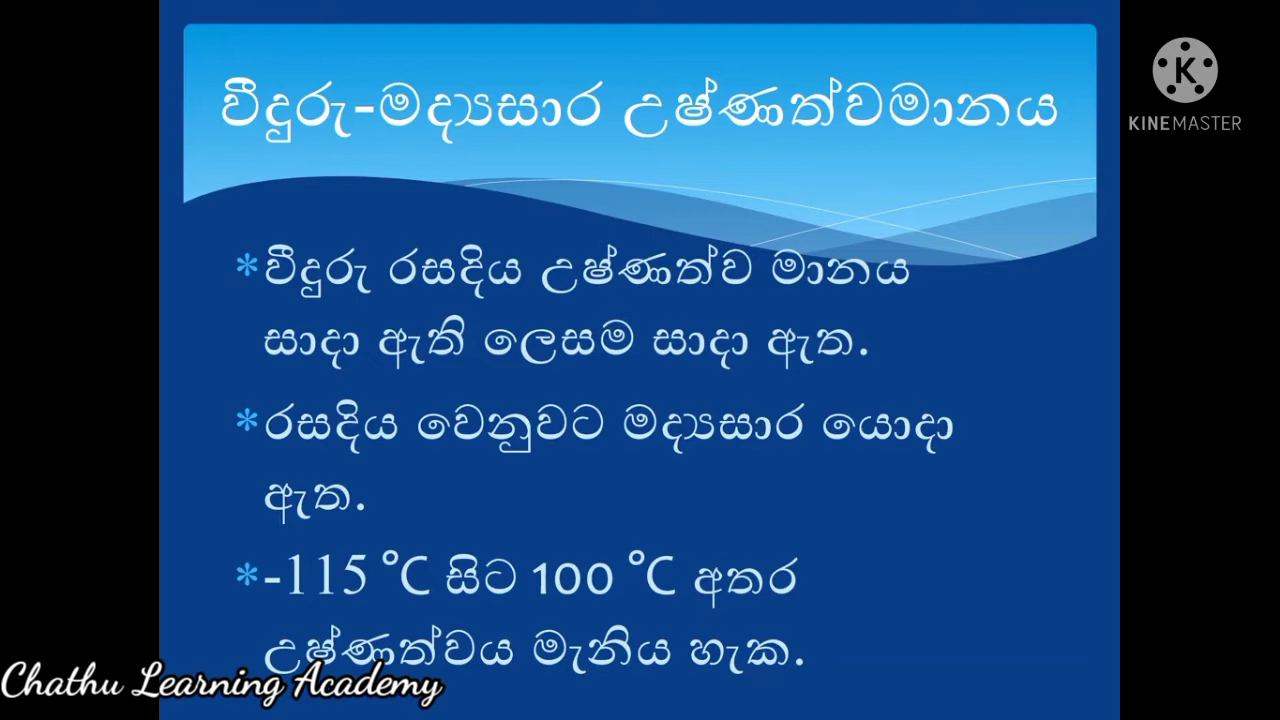 වීදුරු-මද්‍යසාර උෂ්ණත්වමානය
KINEMASTER
*වීදුරු රසදිය උෂ්ණත්ව මානය
සාදා ඇති ලෙසම සාදා ඇත.
*රසදිය වෙනුවට මද්‍යසාර යොදා
ඇත.
*-115 ℃ සිට 100 ℃ අතර
උෂ්ණත්වය මැනිය හැක.
Chathu Learning Academy